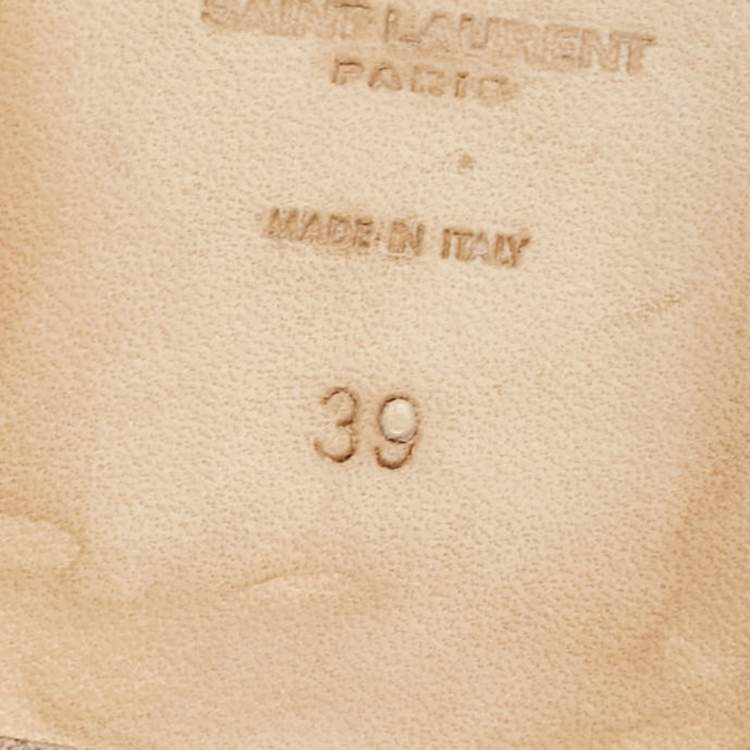 SAINT LAURENT
PARIS
MADE IN ITALY
39